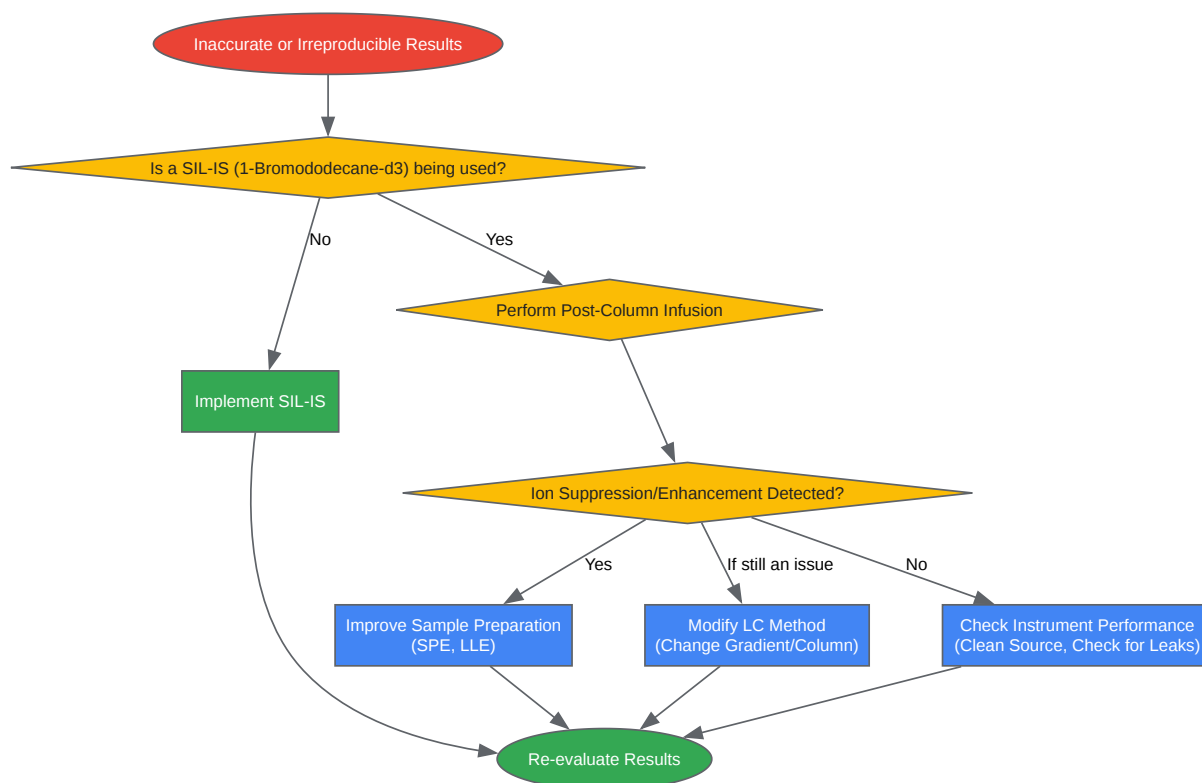 Inaccurate or Irreproducible Results
Is a SIL-IS (1-Bromododecane-d3) being used?
No
Yes
Perform Post-Column Infusion
Implement SIL-IS
Ion Suppression/Enhancement Detected?
Yes
If still an issue
No
Improve Sample Preparation
(SPE, LLE)
Modify LC Method
(Change Gradient/Column)
Check Instrument Performance
(Clean Source, Check for Leaks)
Re-evaluate Results